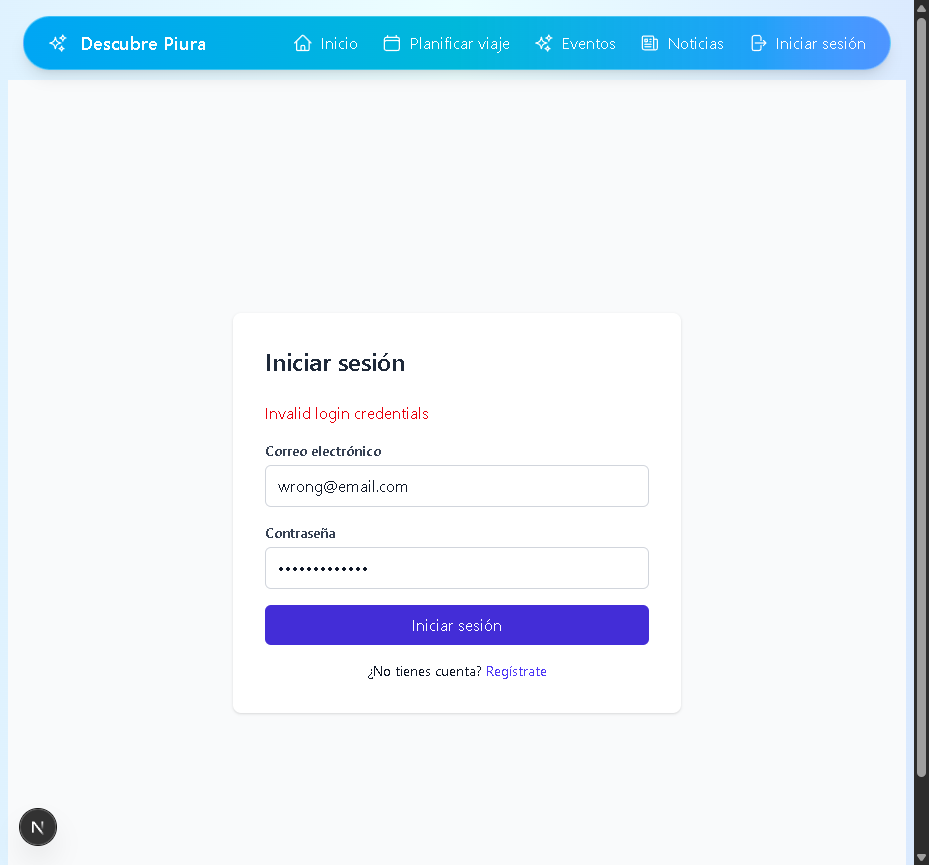 Descubre Piura
Inicio
Planificar viaje
Eventos
Noticias
Iniciar sesión
Iniciar sesión
Invalid login credentials
Correo electrónico
wrong@email.com
Contraseña
•••••••••••••
Iniciar sesión
¿No tienes cuenta? Regístrate
N